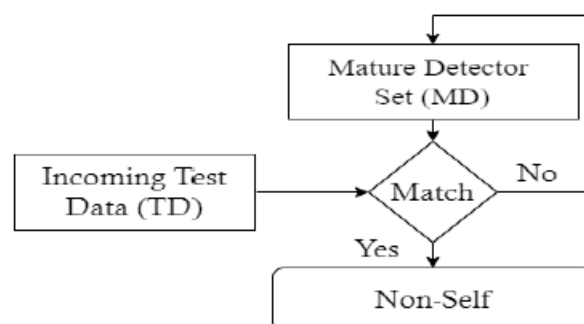 Mature Detector
Set (MD)
Incoming Test
Data (TD)
Match
No
Yes
Non-Self